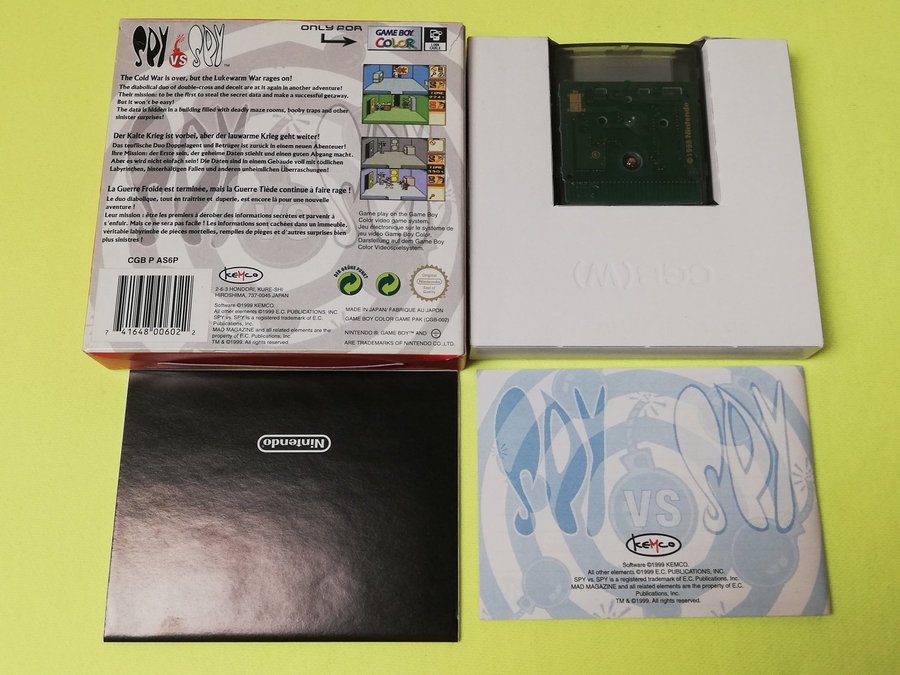 SPY VS SPY™
ONLY FOR
GAME BOY COLOR
The Cold War is over, but the Lukewarm War rages on!
The diabolical duo of double-cross and deceit are at it again in another adventure!
Their mission: to be the first to steal the secret data and make a successful getaway.
But it won't be easy!
The data is hidden in a building filled with deadly maze rooms, booby traps and other
sinister surprises!
Der Kalte Krieg ist vorbei, aber der lauwarme Krieg geht weiter!
Das teuflische Duo Doppelagent und Betrüger ist zurück in einem neuen Abenteuer!
Ihre Mission: der Erste sein, der geheime Daten stiehlt und einen guten Abgang macht.
Aber es wird nicht einfach sein! Die Daten sind in einem Gebäude voll mit tödlichen
Labyrinchen, hinterhältigen Fallen and anderen unheimlichen Überraschungen!
La Guerre Froide est terminée, mais la Guerre Tiède continue à faire rage !
Le duo diabolique, tout en traîtrise et duperie, est encore là pour une nouvelle
aventure !
Leur mission : être les premiers à dérober des informations secrètes et parvenir à
s'enfuir. Mais ce ne sera pas facile ! Les informations sont cachées dans un immeuble,
véritable labyrinthe de pièces mortelles, remplies de pièges et d'autres surprises bien
plus sinistres !
Game play on the Game Boy
Color video game system.
Jeu électronique sur le système de
jeu vidéo Game Boy Color.
Darstellung auf dem Game Boy
Color Videospielsystem.
CGB P AS6P
7 41648 00602 2
KEMCO
2-6-3 HONDORI, KURE-SHI
HIROSHIMA, 737-0045 JAPAN
Software ©1999 KEMCO.
All other elements ©1999 E.C. PUBLICATIONS, INC
SPY vs. SPY is a registered trademark of E.C.
Publications, Inc.
MAD MAGAZINE and all related elements are the
property of E.C. Publications, Inc.
TM & ©1999. All rights reserved.
DER GRÜNE PUNKT
Original
Nintendo
Seal of
Quality
MADE IN JAPAN/ FABRIQUE AU JAPON
GAME BOY COLOR GAME PAK (CGB-002)
NINTENDO ®, GAME BOY™ AND
ARE TRADEMARKS OF NINTENDO CO.,LTD.
© 1998 Nintendo
CGB(W)
Nintendo
SPY VS SPY
KEMCO
Software ©1999 KEMCO.
All other elements ©1999 E.C. PUBLICATIONS, INC.
SPY vs. SPY is a registered trademark of E.C. Publications, Inc.
MAD MAGAZINE and all related elements are the property of E.C.
Publications, Inc.
TM & ©1999. All rights reserved.